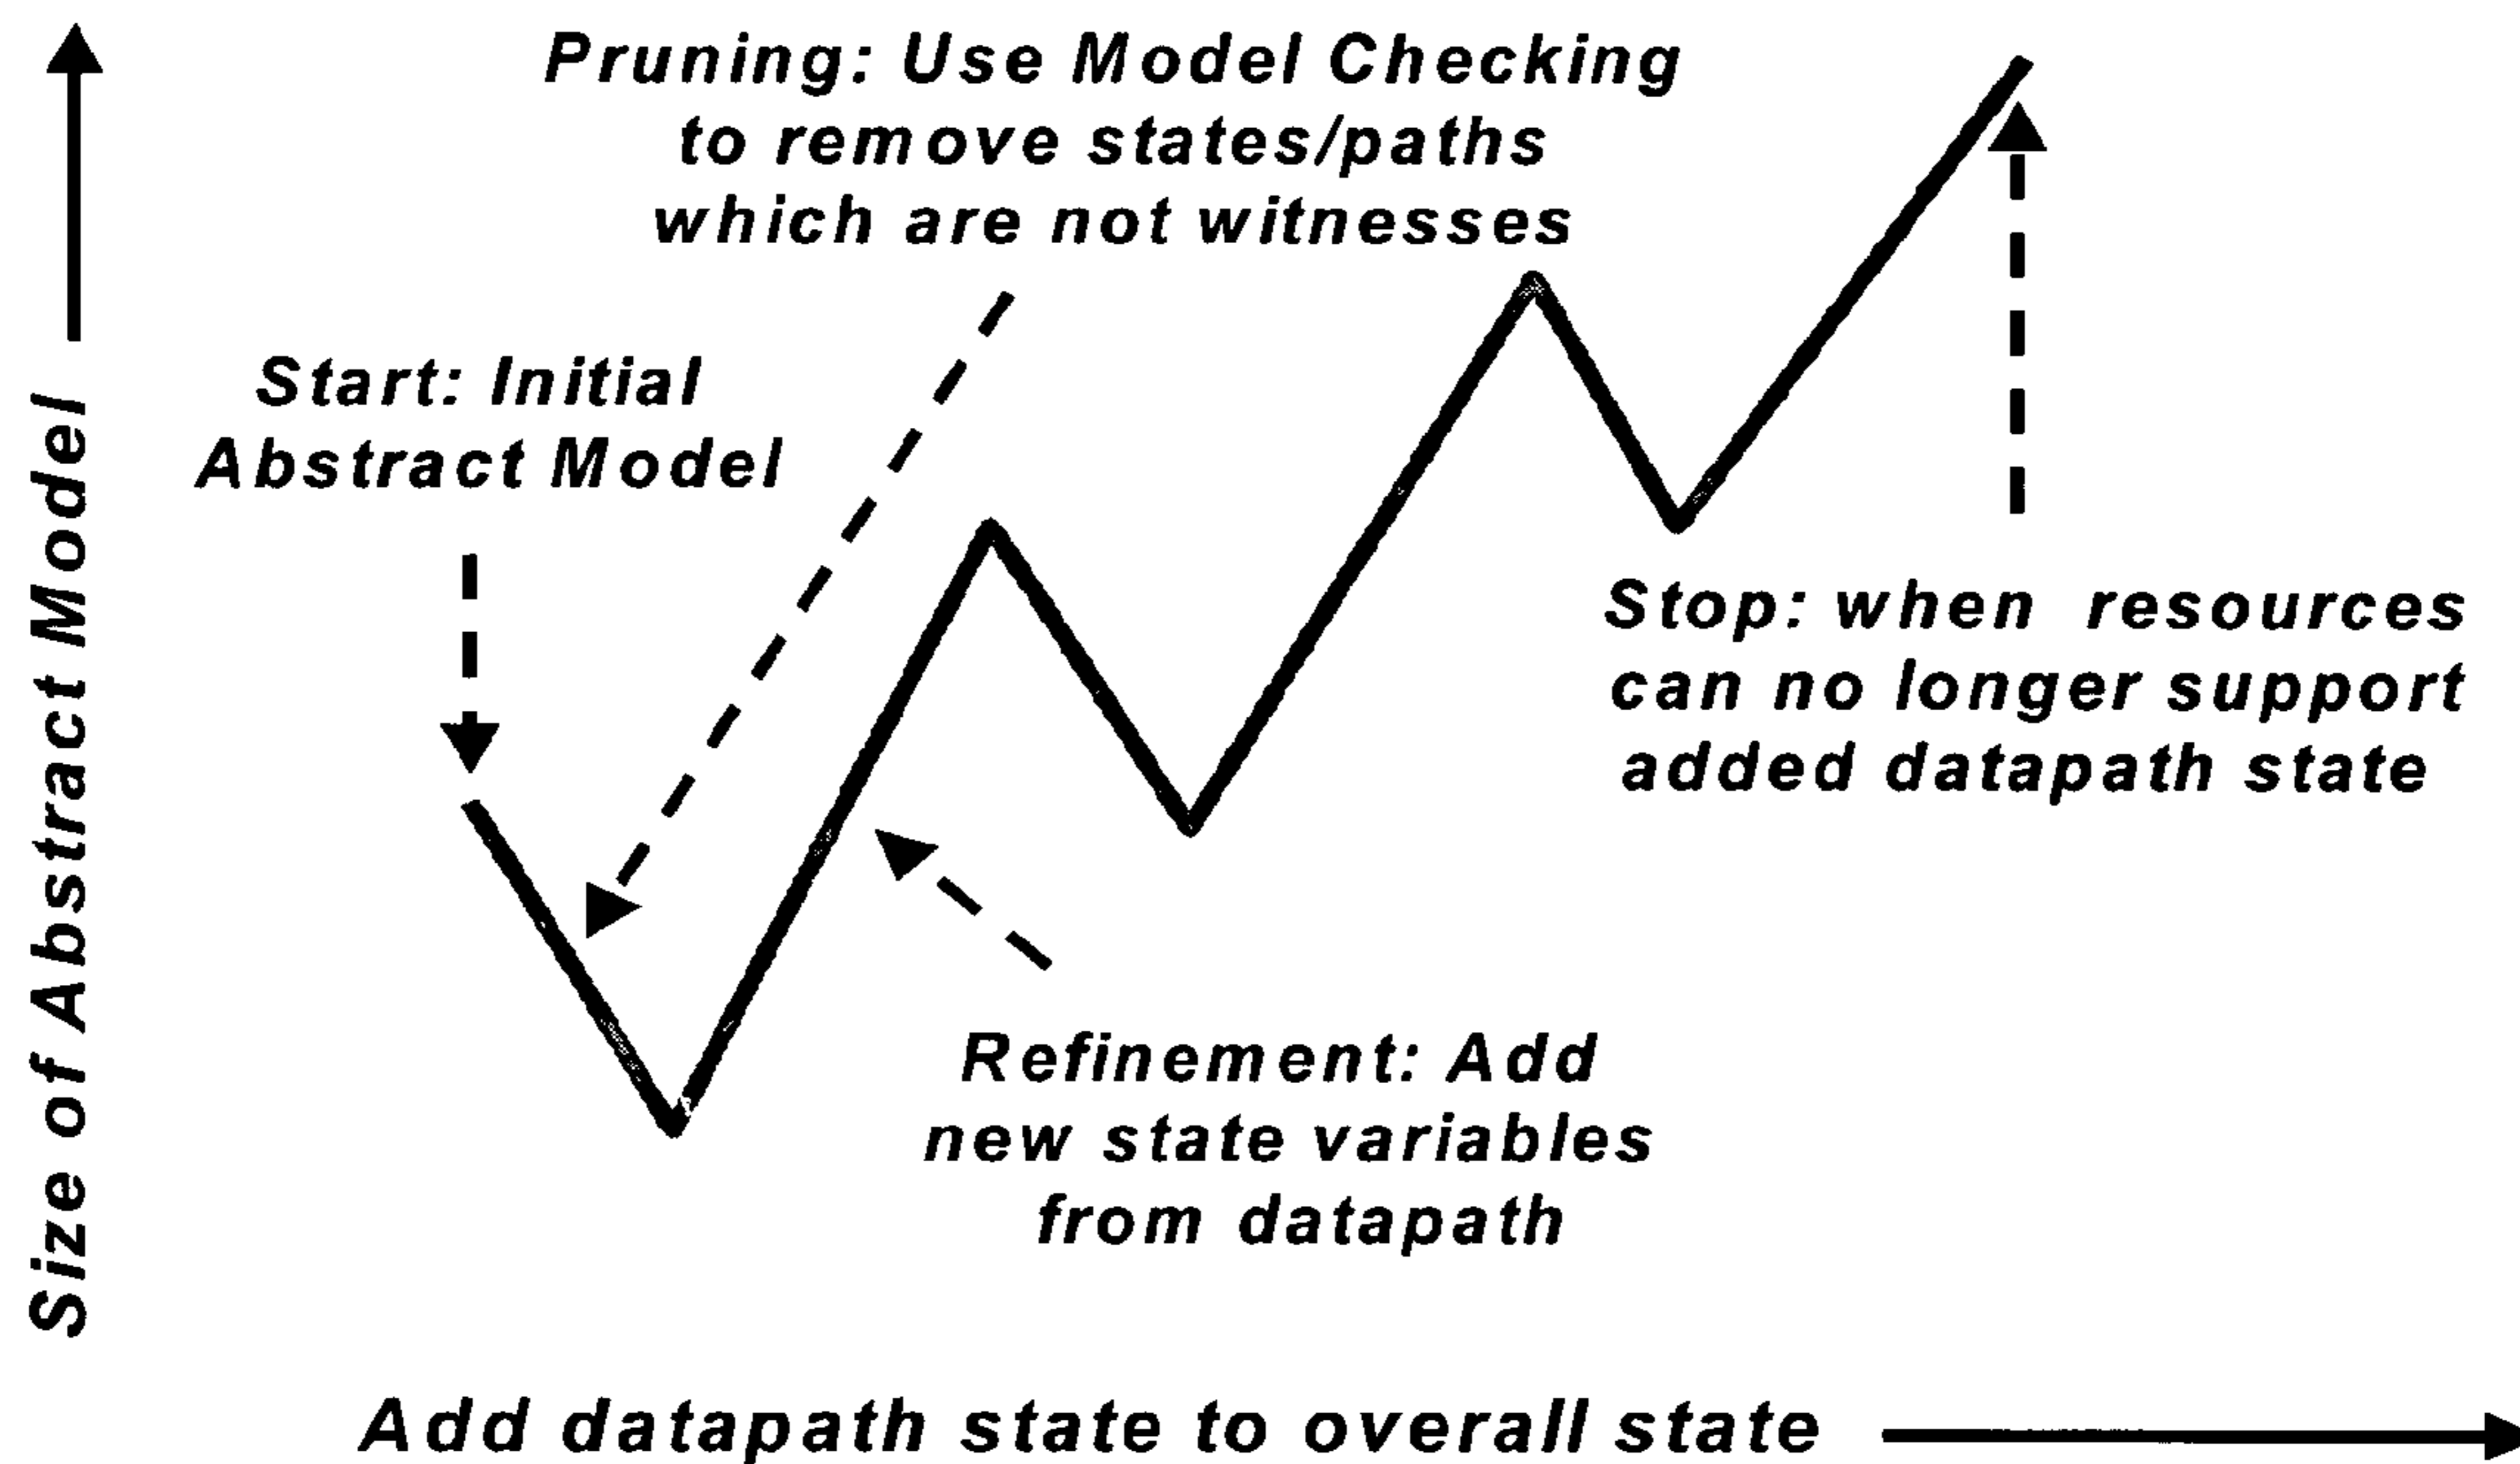 Pruning: Use Model Checking
to remove states/paths
which are not witnesses
Start: Initial
Abstract Model
Stop: when resources
can no longer support
added datapath state
Refinement: Add
new state variables
from datapath
Size of Abstract Model
Add datapath state to overall state